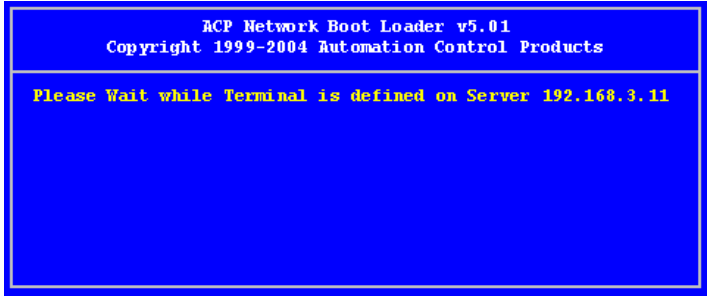 ACP Network Boot Loader v5.01
Copyright 1999-2004 Automation Control Products
Please Wait while Terminal is defined on Server 192.168.3.11